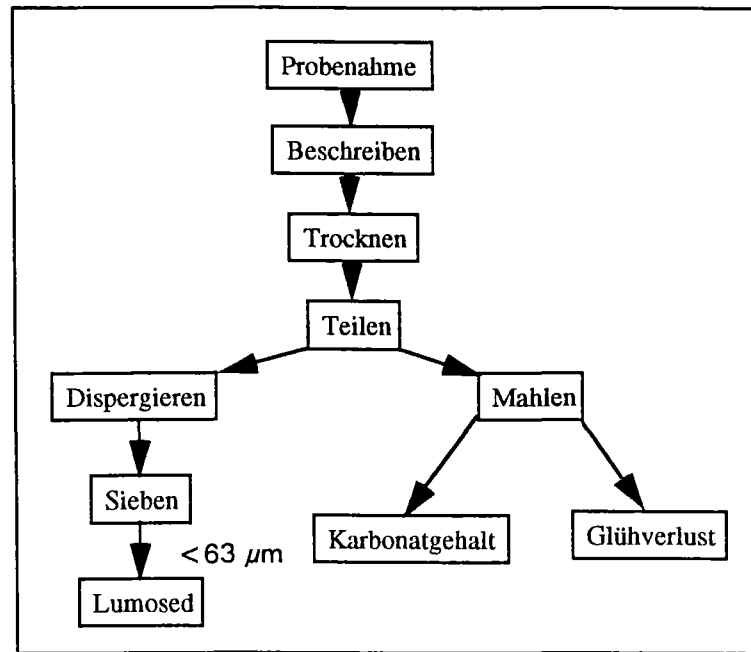 Probenahme
Beschreiben
Trocknen
Teilen
Dispergieren
Mahlen
Sieben
Karbonatgehalt
Glühverlust
<63 μm
Lumosed